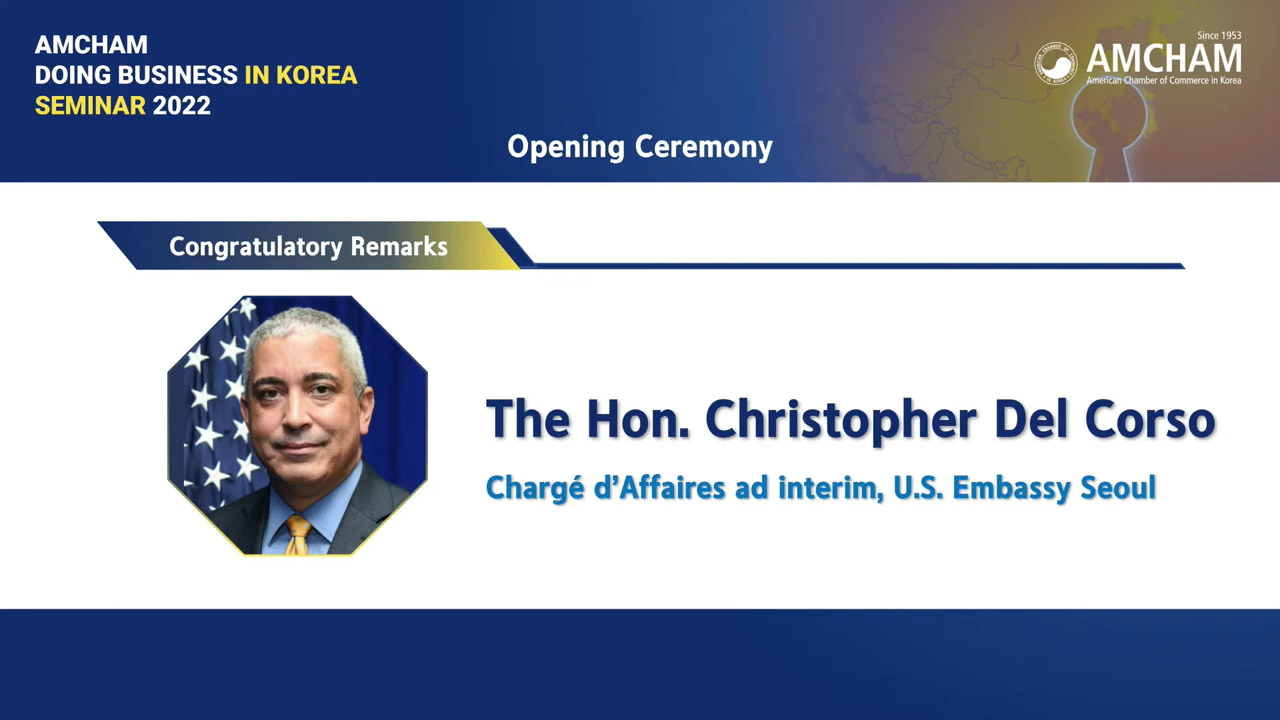 AMCHAM
DOING BUSINESS IN KOREA
SEMINAR 2022
Since 1953
AMCHAM
American Chamber of Commerce in Korea
Opening Ceremony
Congratulatory Remarks
The Hon. Christopher Del Corso
Chargé d’Affaires ad interim, U.S. Embassy Seoul